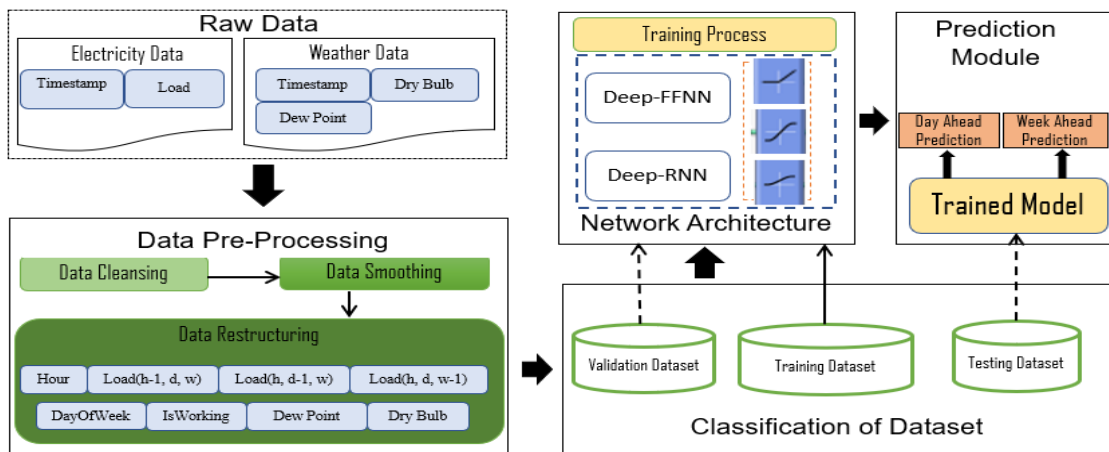 Raw Data
Electricity Data
Timestamp
Load
Weather Data
Timestamp
Dry Bulb
Dew Point
Data Pre-Processing
Data Cleansing
Data Smoothing
Data Restructuring
Hour
Load(h-1, d, w)
Load(h, d-1, w)
Load(h, d, w-1)
DayOfWeek
IsWorking
Dew Point
Dry Bulb
Training Process
Deep-FFNN
Deep-RNN
Network Architecture
Prediction
Module
Day Ahead
Prediction
Week Ahead
Prediction
Trained Model
Validation Dataset
Training Dataset
Testing Dataset
Classification of Dataset